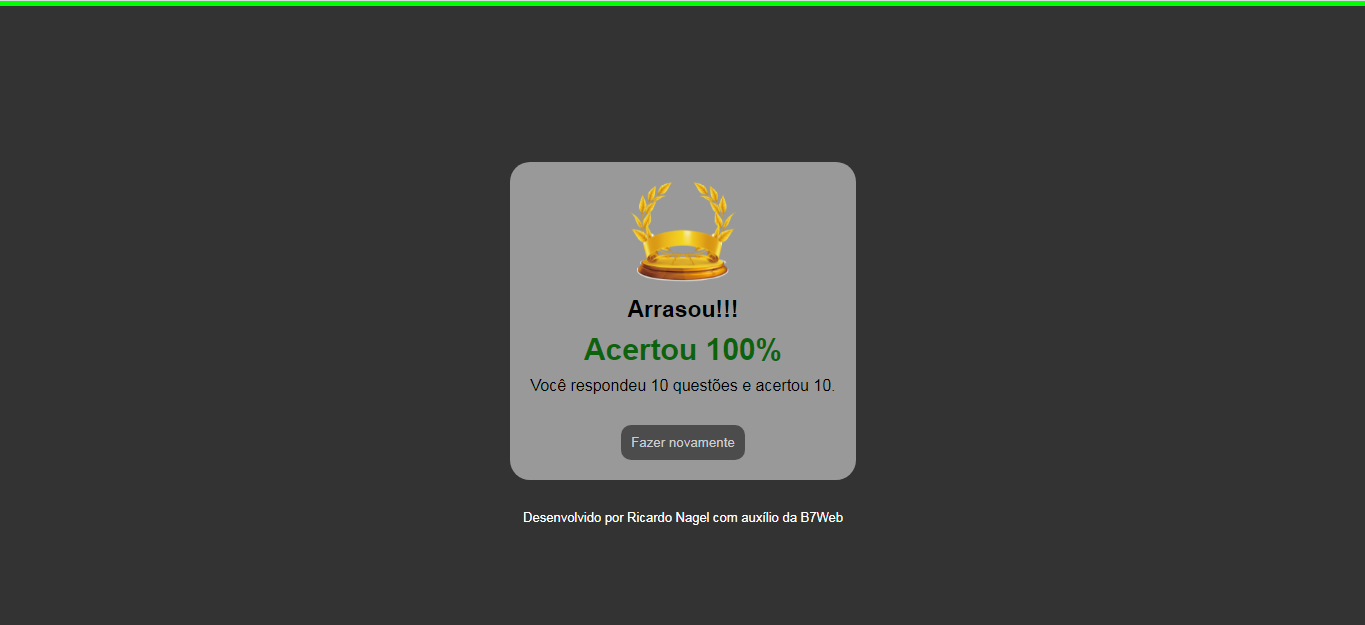 Arrasou!!!
Acertou 100%
Você respondeu 10 questões e acertou 10.
Fazer novamente
Desenvolvido por Ricardo Nagel com auxílio da B7Web